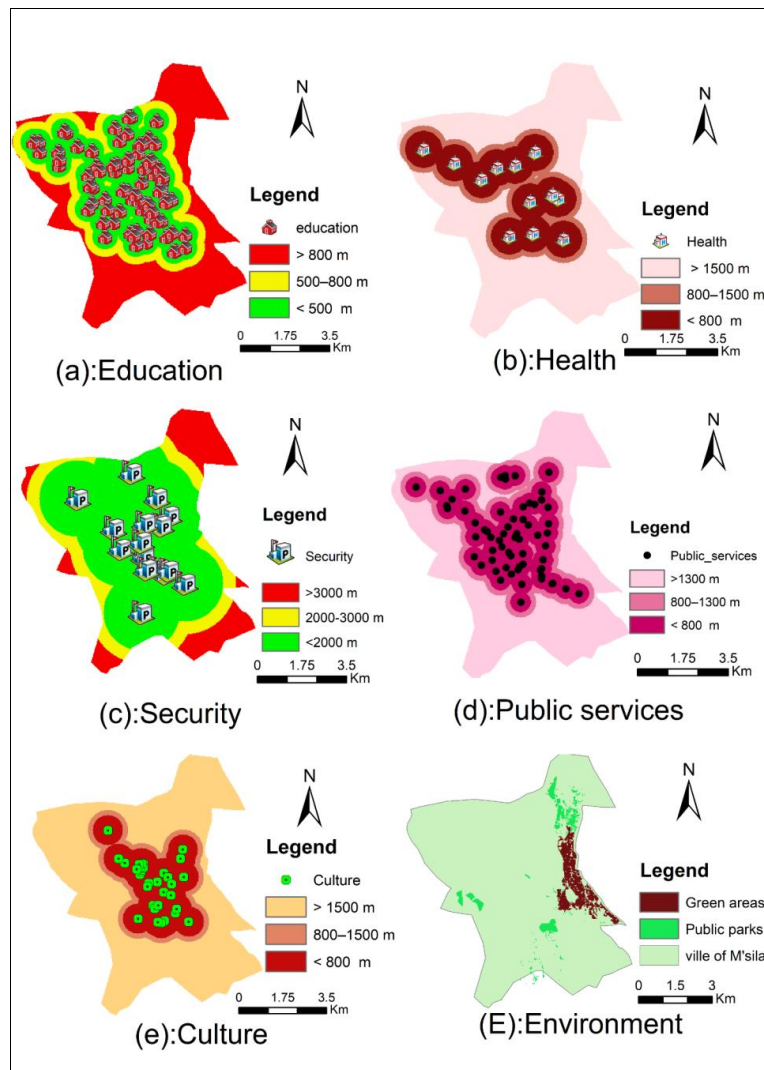 N
Legend
education
> 800 m
500–800 m
< 500 m
0 1.75 3.5
Km
(a):Education
N
Legend
Health
> 1500 m
800–1500 m
< 800 m
0 1.75 3.5
Km
(b):Health
N
Legend
Security
>3000 m
2000-3000 m
<2000 m
0 1.75 3.5
Km
(c):Security
N
Legend
Public_services
>1300 m
800–1300 m
< 800 m
0 1.75 3.5
Km
(d):Public services
N
Legend
Culture
> 1500 m
800–1500 m
< 800 m
0 1.75 3.5
Km
(e):Culture
N
Legend
Green areas
Public parks
ville of M'sila
0 1.5 3
Km
(E):Environment